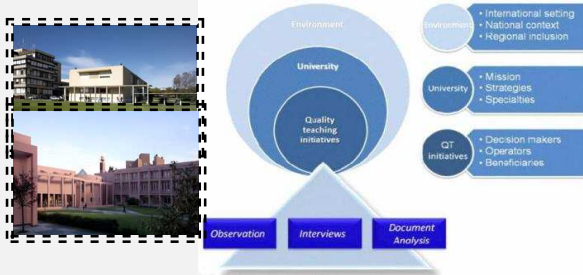 Environment
University
Quality
teaching
initiatives
Observation
Interviews
Document
Analysis
Environment
• International setting
• National context
• Regional inclusion
University
• Mission
• Strategies
• Specialties
QT
initiatives
• Decision makers
• Operators
• Beneficiaries